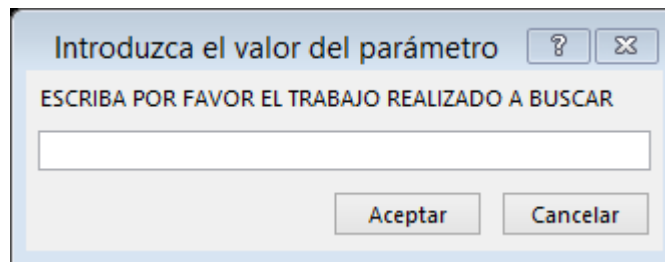 Introduzca el valor del parámetro ?
ESCRIBA POR FAVOR EL TRABAJO REALIZADO A BUSCAR
Aceptar Cancelar